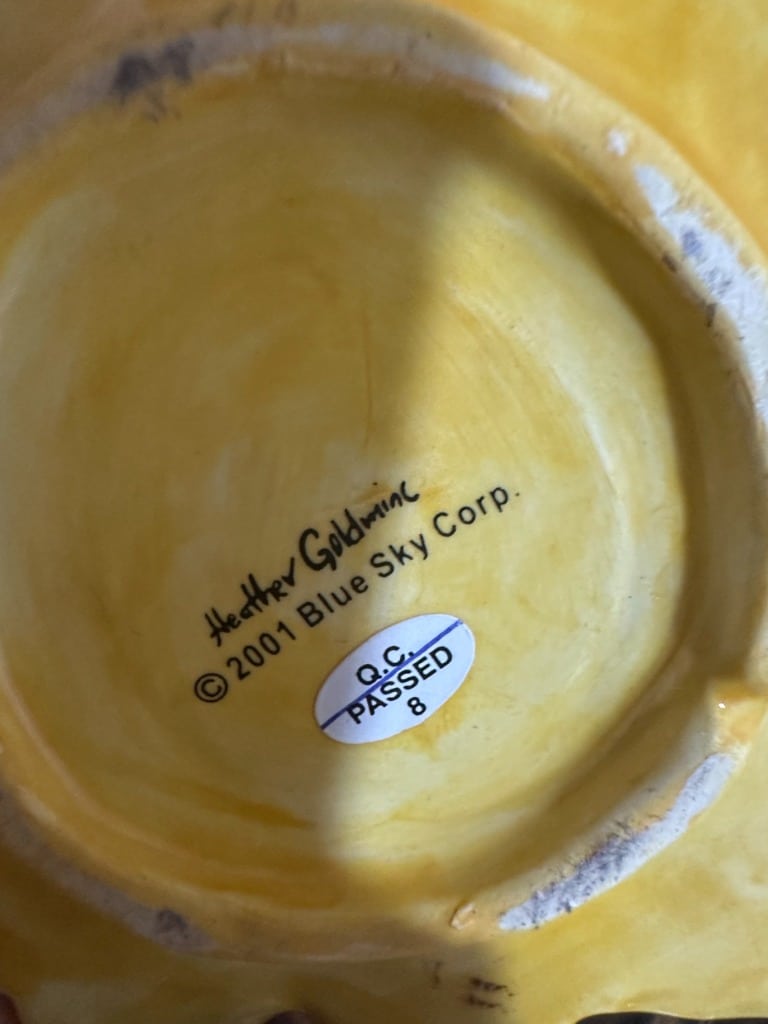 Heather Goldminc
© 2001 Blue Sky Corp.
Q.C.
PASSED
8